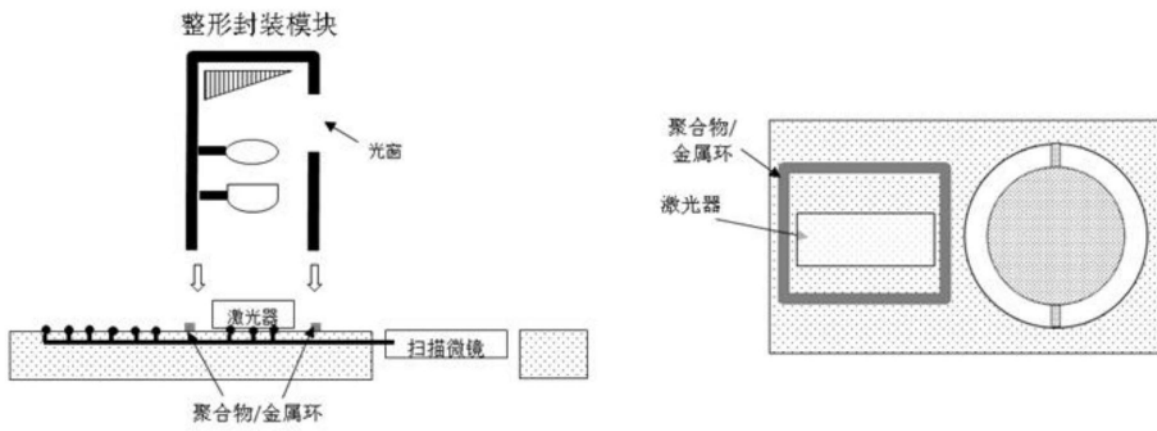 整形封装模块
光窗
激光器
扫描微镜
聚合物/金属环
聚合物/
金属环
激光器